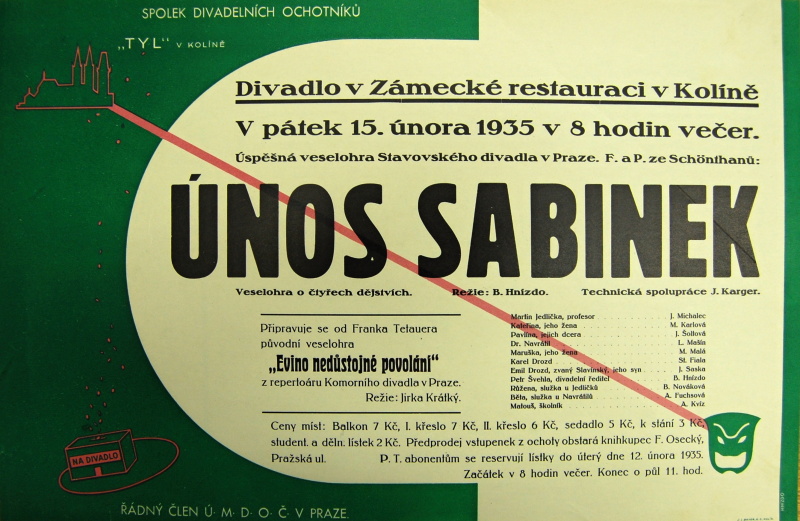 SPOLEK DIVADELNÍCH OCHOTNÍKŮ
„TYL" V KOLÍNĚ
Divadlo v Zámecké restauraci v Kolíně
V pátek 15. února 1935 v 8 hodin večer.
Úspěšná veselohra Stavovského divadla v Praze. F. a P. ze Schönthanů:
ÚNOS SABINEK
Veselohra o čtyřech dějstvích. Režie: B. Hnízdo. Technická spolupráce J. Karger.
Připravuje se od Franka Tetauera
původní veselohra
„Evino nedůstojné povolání"
z repertoáru Komorního divadla v Praze.
Režie: Jirka Krátký.
Martin Jedlička, profesor J. Michalec
Kateřina, jeho žena M. Karlová
Pavlína, jejich dcera J. Šollová
Dr. Navrátil L. Mašín
Maruška, jeho žena M. Malá
Karel Drozd St. Fiala
Emil Drozd, zvaný Slavinský, jeho syn J. Saska
Petr Švehla, divadelní ředitel B. Hnízdo
Růžena, služka u Jedličků B. Nováková
Běla, služka u Navrátilů A. Fuchsová
Matouš, školník A. Kvíz
Ceny míst: Balkon 7 Kč, I. křeslo 7 Kč, II. křeslo 6 Kč, sedadlo 5 Kč, k stání 3 Kč,
student. a děln. lístek 2 Kč. Předprodej vstupenek z ochoty obstará knihkupec F. Osecký,
Pražská ul. P. T. abonentům se reservují lístky do úterý dne 12. února 1935.
Začátek v 8 hodin večer. Konec o půl 11. hod.
NA DIVADLO
ŘÁDNÝ ČLEN Ú· M· D· O· Č· V PRAZE.